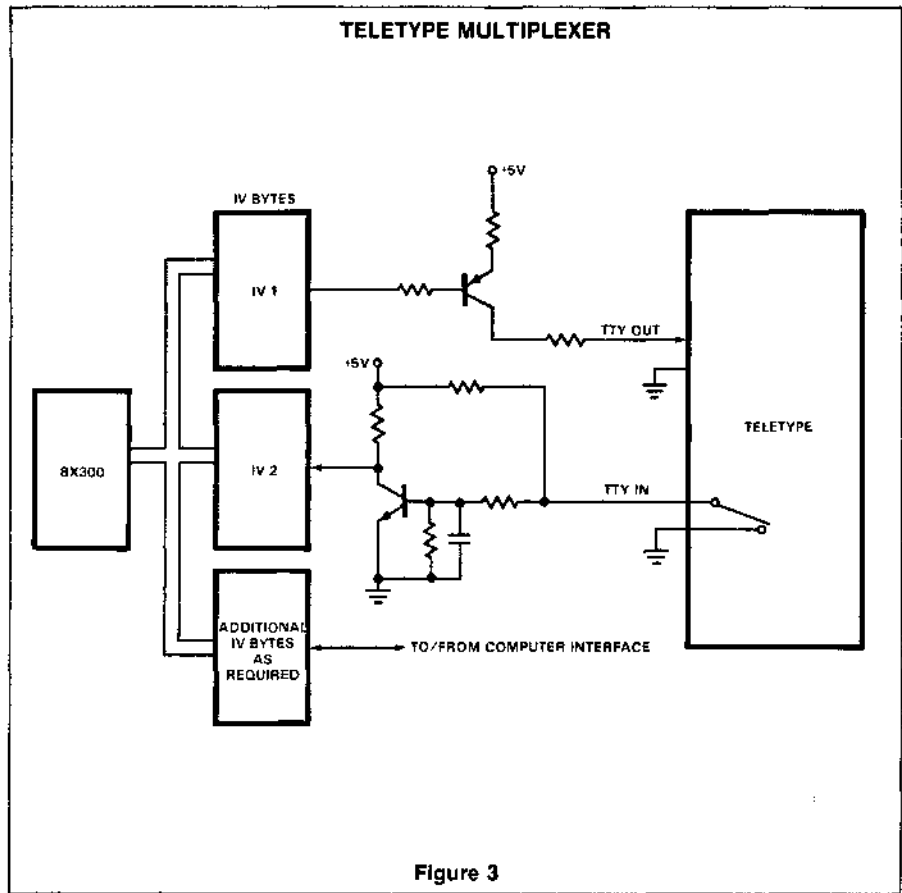 TELETYPE MULTIPLEXER
+5V
IV BYTES
IV 1
TTY OUT
+5V
TELETYPE
8X300
IV 2
TTY IN
ADDITIONAL
IV BYTES
AS
REQUIRED
TO/FROM COMPUTER INTERFACE
Figure 3